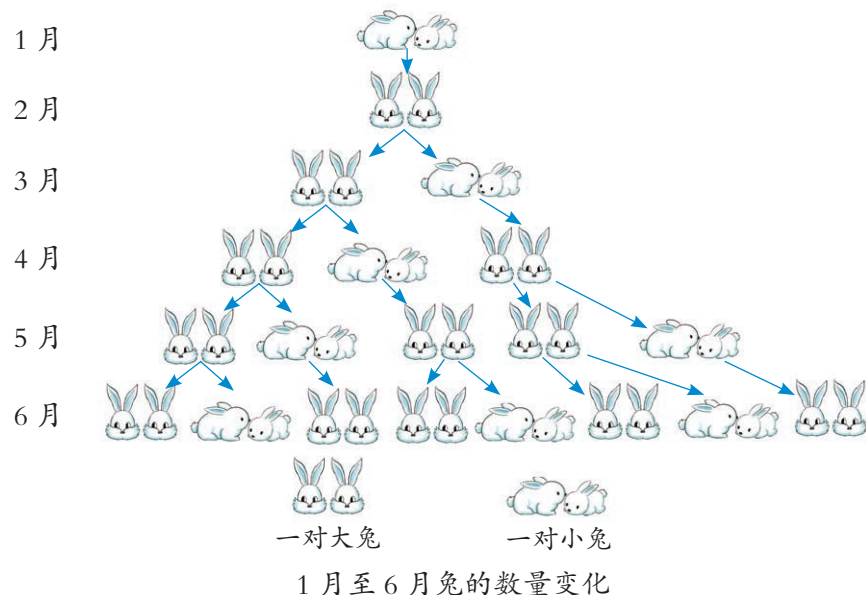 1 月
2 月
3 月
4 月
5 月
6 月
一对大兔
一对小兔
1 月至 6 月兔的数量变化